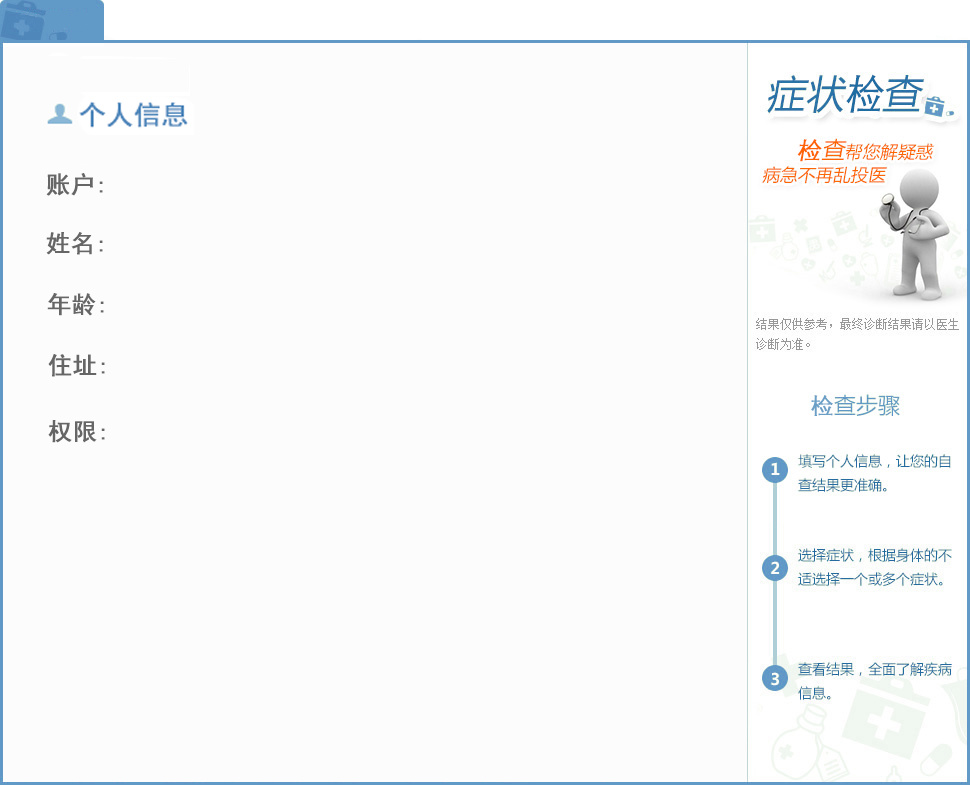 个人信息
账户:
姓名:
年龄:
住址:
权限:
症状检查
检查帮您解疑惑
病急不再乱投医
结果仅供参考，最终诊断结果请以医生
诊断为准。
检查步骤
1
填写个人信息，让您的自
查结果更准确。
2
选择症状，根据身体的不
适选择一个或多个症状。
3
查看结果，全面了解疾病
信息。